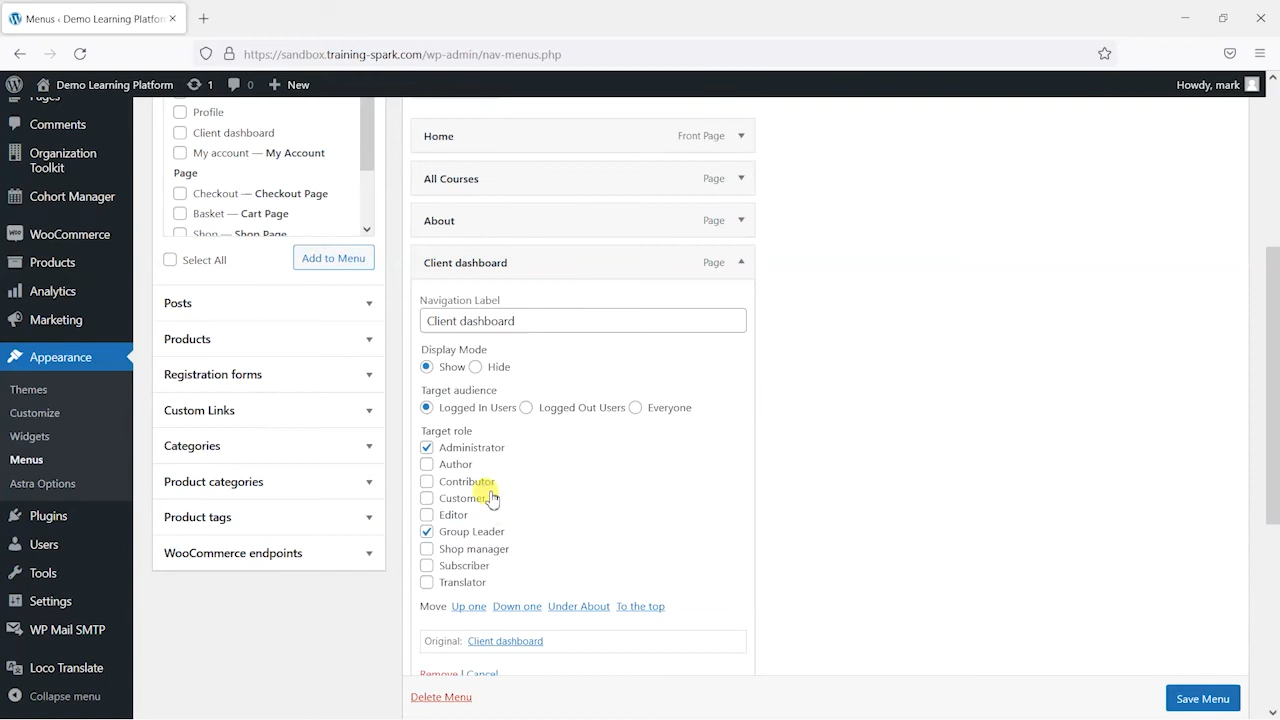 Menus ‹ Demo Learning Platfor
https://sandbox.training-spark.com/wp-admin/nav-menus.php
Demo Learning Platform 1 0 New Howdy, mark
Pages
Comments
Organization
Toolkit
Cohort Manager
WooCommerce
Products
Analytics
Marketing
Appearance
Themes
Customize
Widgets
Menus
Astra Options
Plugins
Users
Tools
Settings
WP Mail SMTP
Loco Translate
Collapse menu
Profile
Client dashboard
My account — My Account
Page
Checkout — Checkout Page
Basket — Cart Page
Shop — Shop Page
Select All Add to Menu
Posts
Products
Registration forms
Custom Links
Categories
Product categories
Product tags
WooCommerce endpoints
Home Front Page
All Courses Page
About Page
Client dashboard Page
Navigation Label
Client dashboard
Display Mode
Show Hide
Target audience
Logged In Users Logged Out Users Everyone
Target role
Administrator
Author
Contributor
Customer
Editor
Group Leader
Shop manager
Subscriber
Translator
Move Up one Down one Under About To the top
Original: Client dashboard
Remove | Cancel
Delete Menu Save Menu